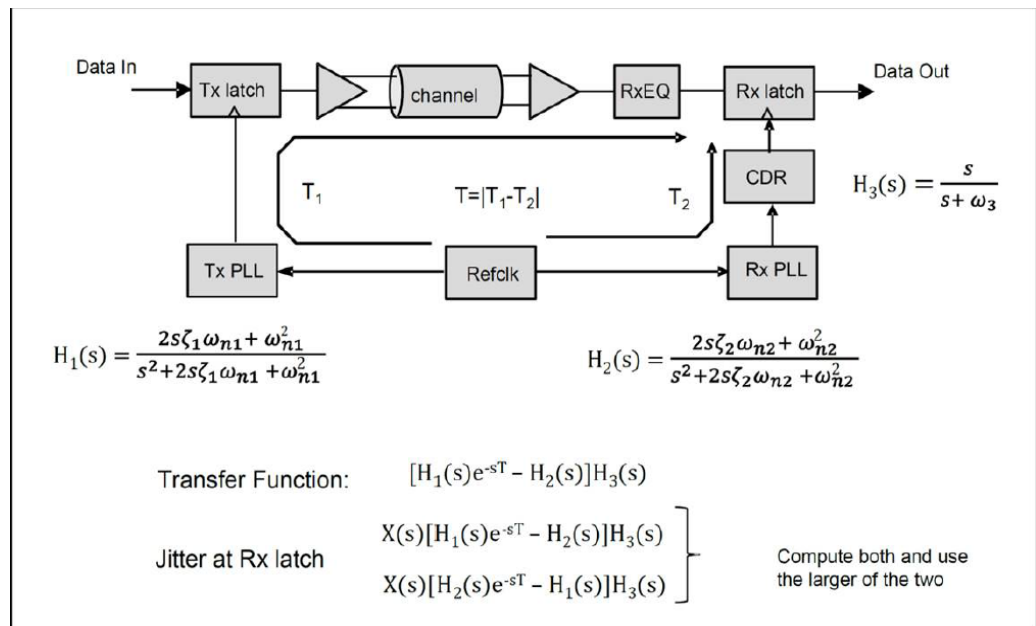 Data In
Tx latch
channel
RxEQ
Rx latch
Data Out
CDR
H₃(s) = s / (s + ω₃)
T₁
T=|T₁-T₂|
T₂
Tx PLL
Refclk
Rx PLL
H₁(s) = (2sζ₁ωₙ₁ + ω²ₙ₁) / (s²+2sζ₁ωₙ₁ +ω²ₙ₁)
H₂(s) = (2sζ₂ωₙ₂ + ω²ₙ₂) / (s²+2sζ₂ωₙ₂ +ω²ₙ₂)
Transfer Function: [H₁(s)e⁻ˢᵀ – H₂(s)]H₃(s)
Jitter at Rx latch
X(s)[H₁(s)e⁻ˢᵀ – H₂(s)]H₃(s)
X(s)[H₂(s)e⁻ˢᵀ – H₁(s)]H₃(s)
Compute both and use
the larger of the two